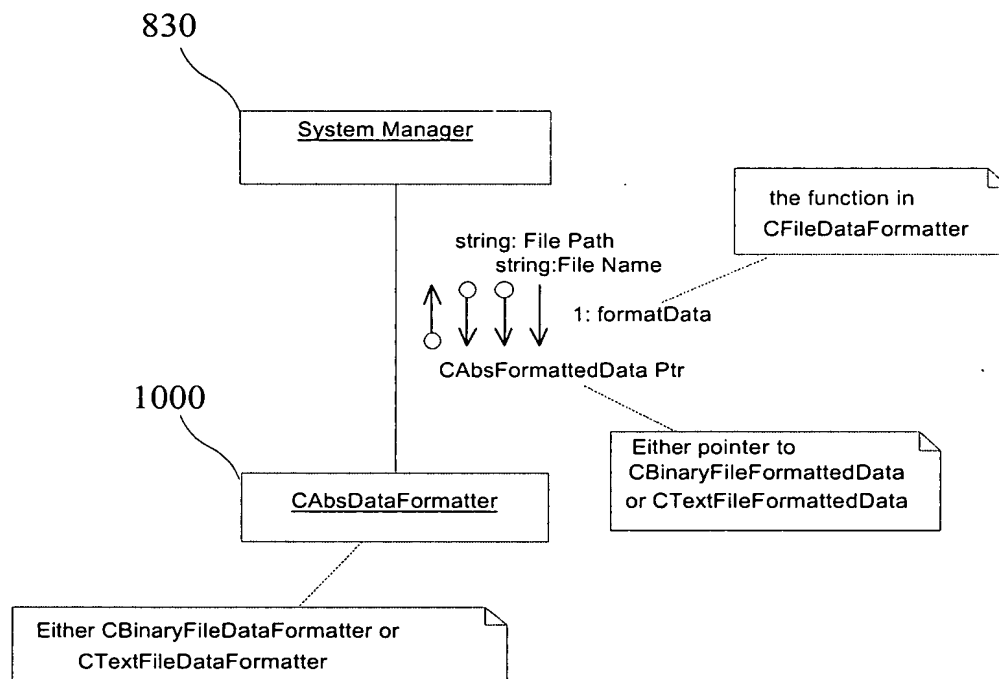 830
System Manager
the function in
CFileDataFormatter
string: File Path
string:File Name
1: formatData
CAbsFormattedData Ptr
1000
Either pointer to
CBinaryFileFormattedData
or CTextFileFormattedData
CAbsDataFormatter
Either CBinaryFileDataFormatter or
CTextFileDataFormatter